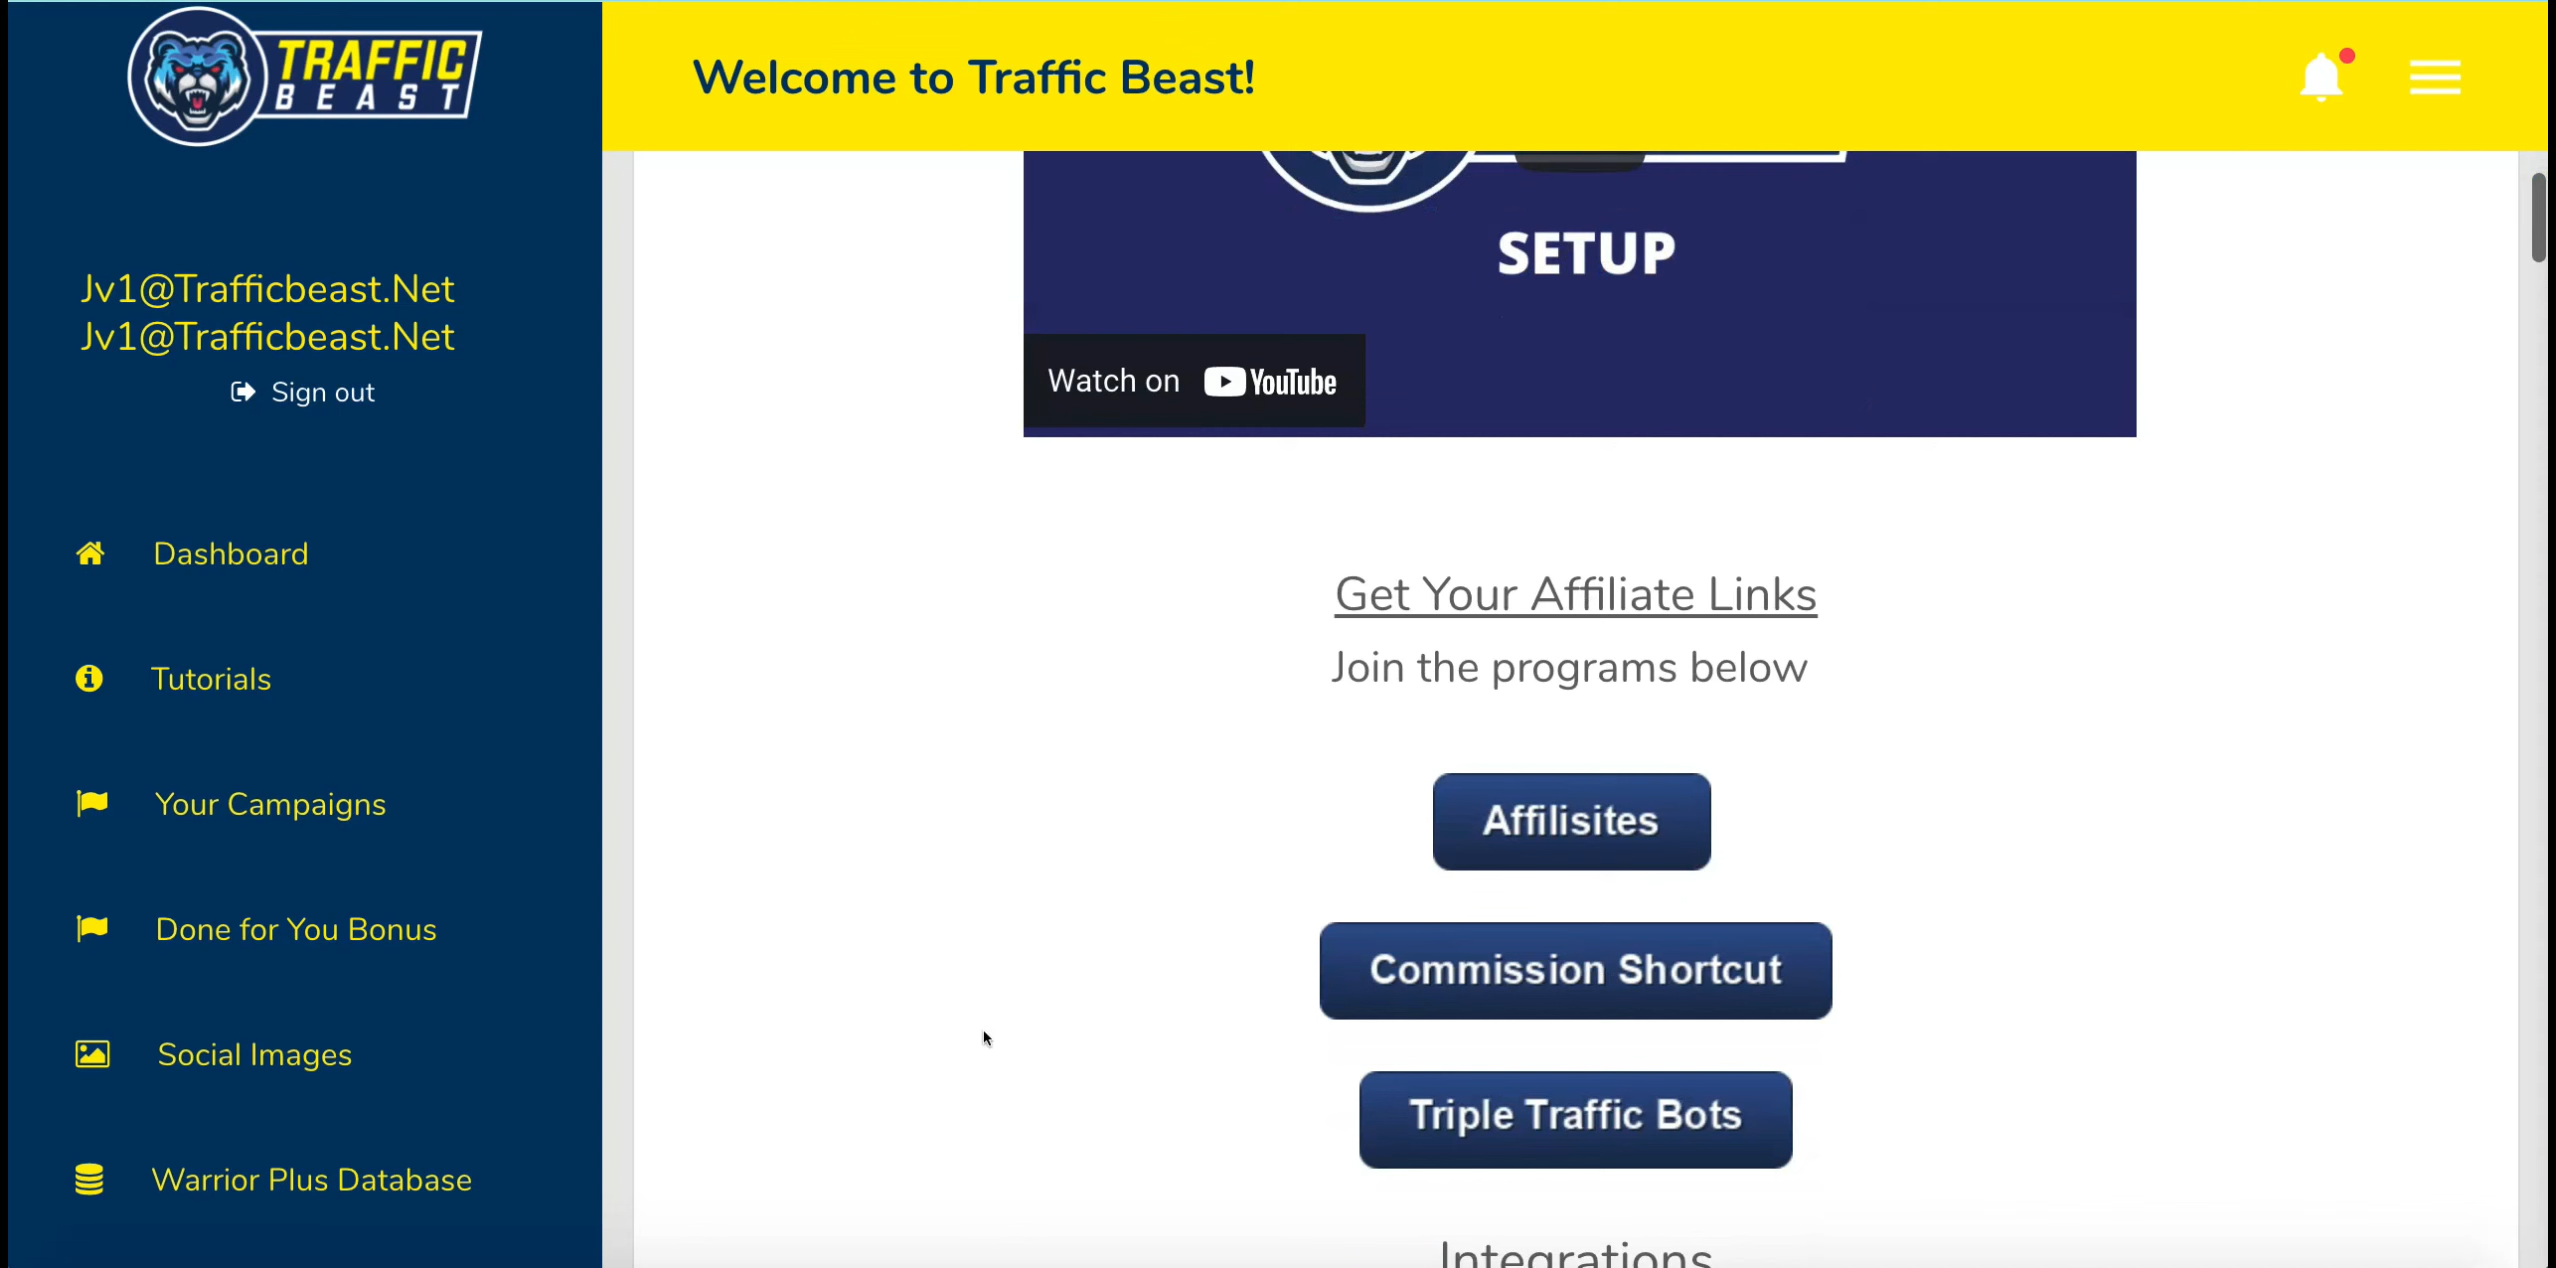 TRAFFIC
BEAST
Welcome to Traffic Beast!
Jv1@Trafficbeast.Net
Jv1@Trafficbeast.Net
Sign out
Dashboard
Tutorials
Your Campaigns
Done for You Bonus
Social Images
Warrior Plus Database
SETUP
Watch on YouTube
Get Your Affiliate Links
Join the programs below
Affilisites
Commission Shortcut
Triple Traffic Bots
Integrations